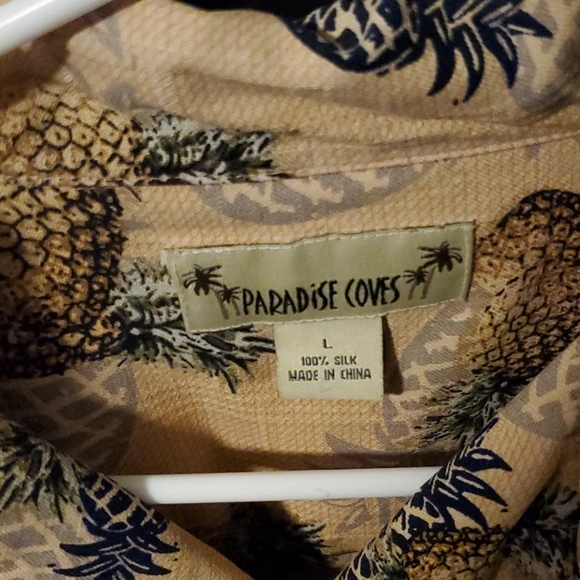 PARADiSE COVES
L
100% SILK
MADE IN CHINA